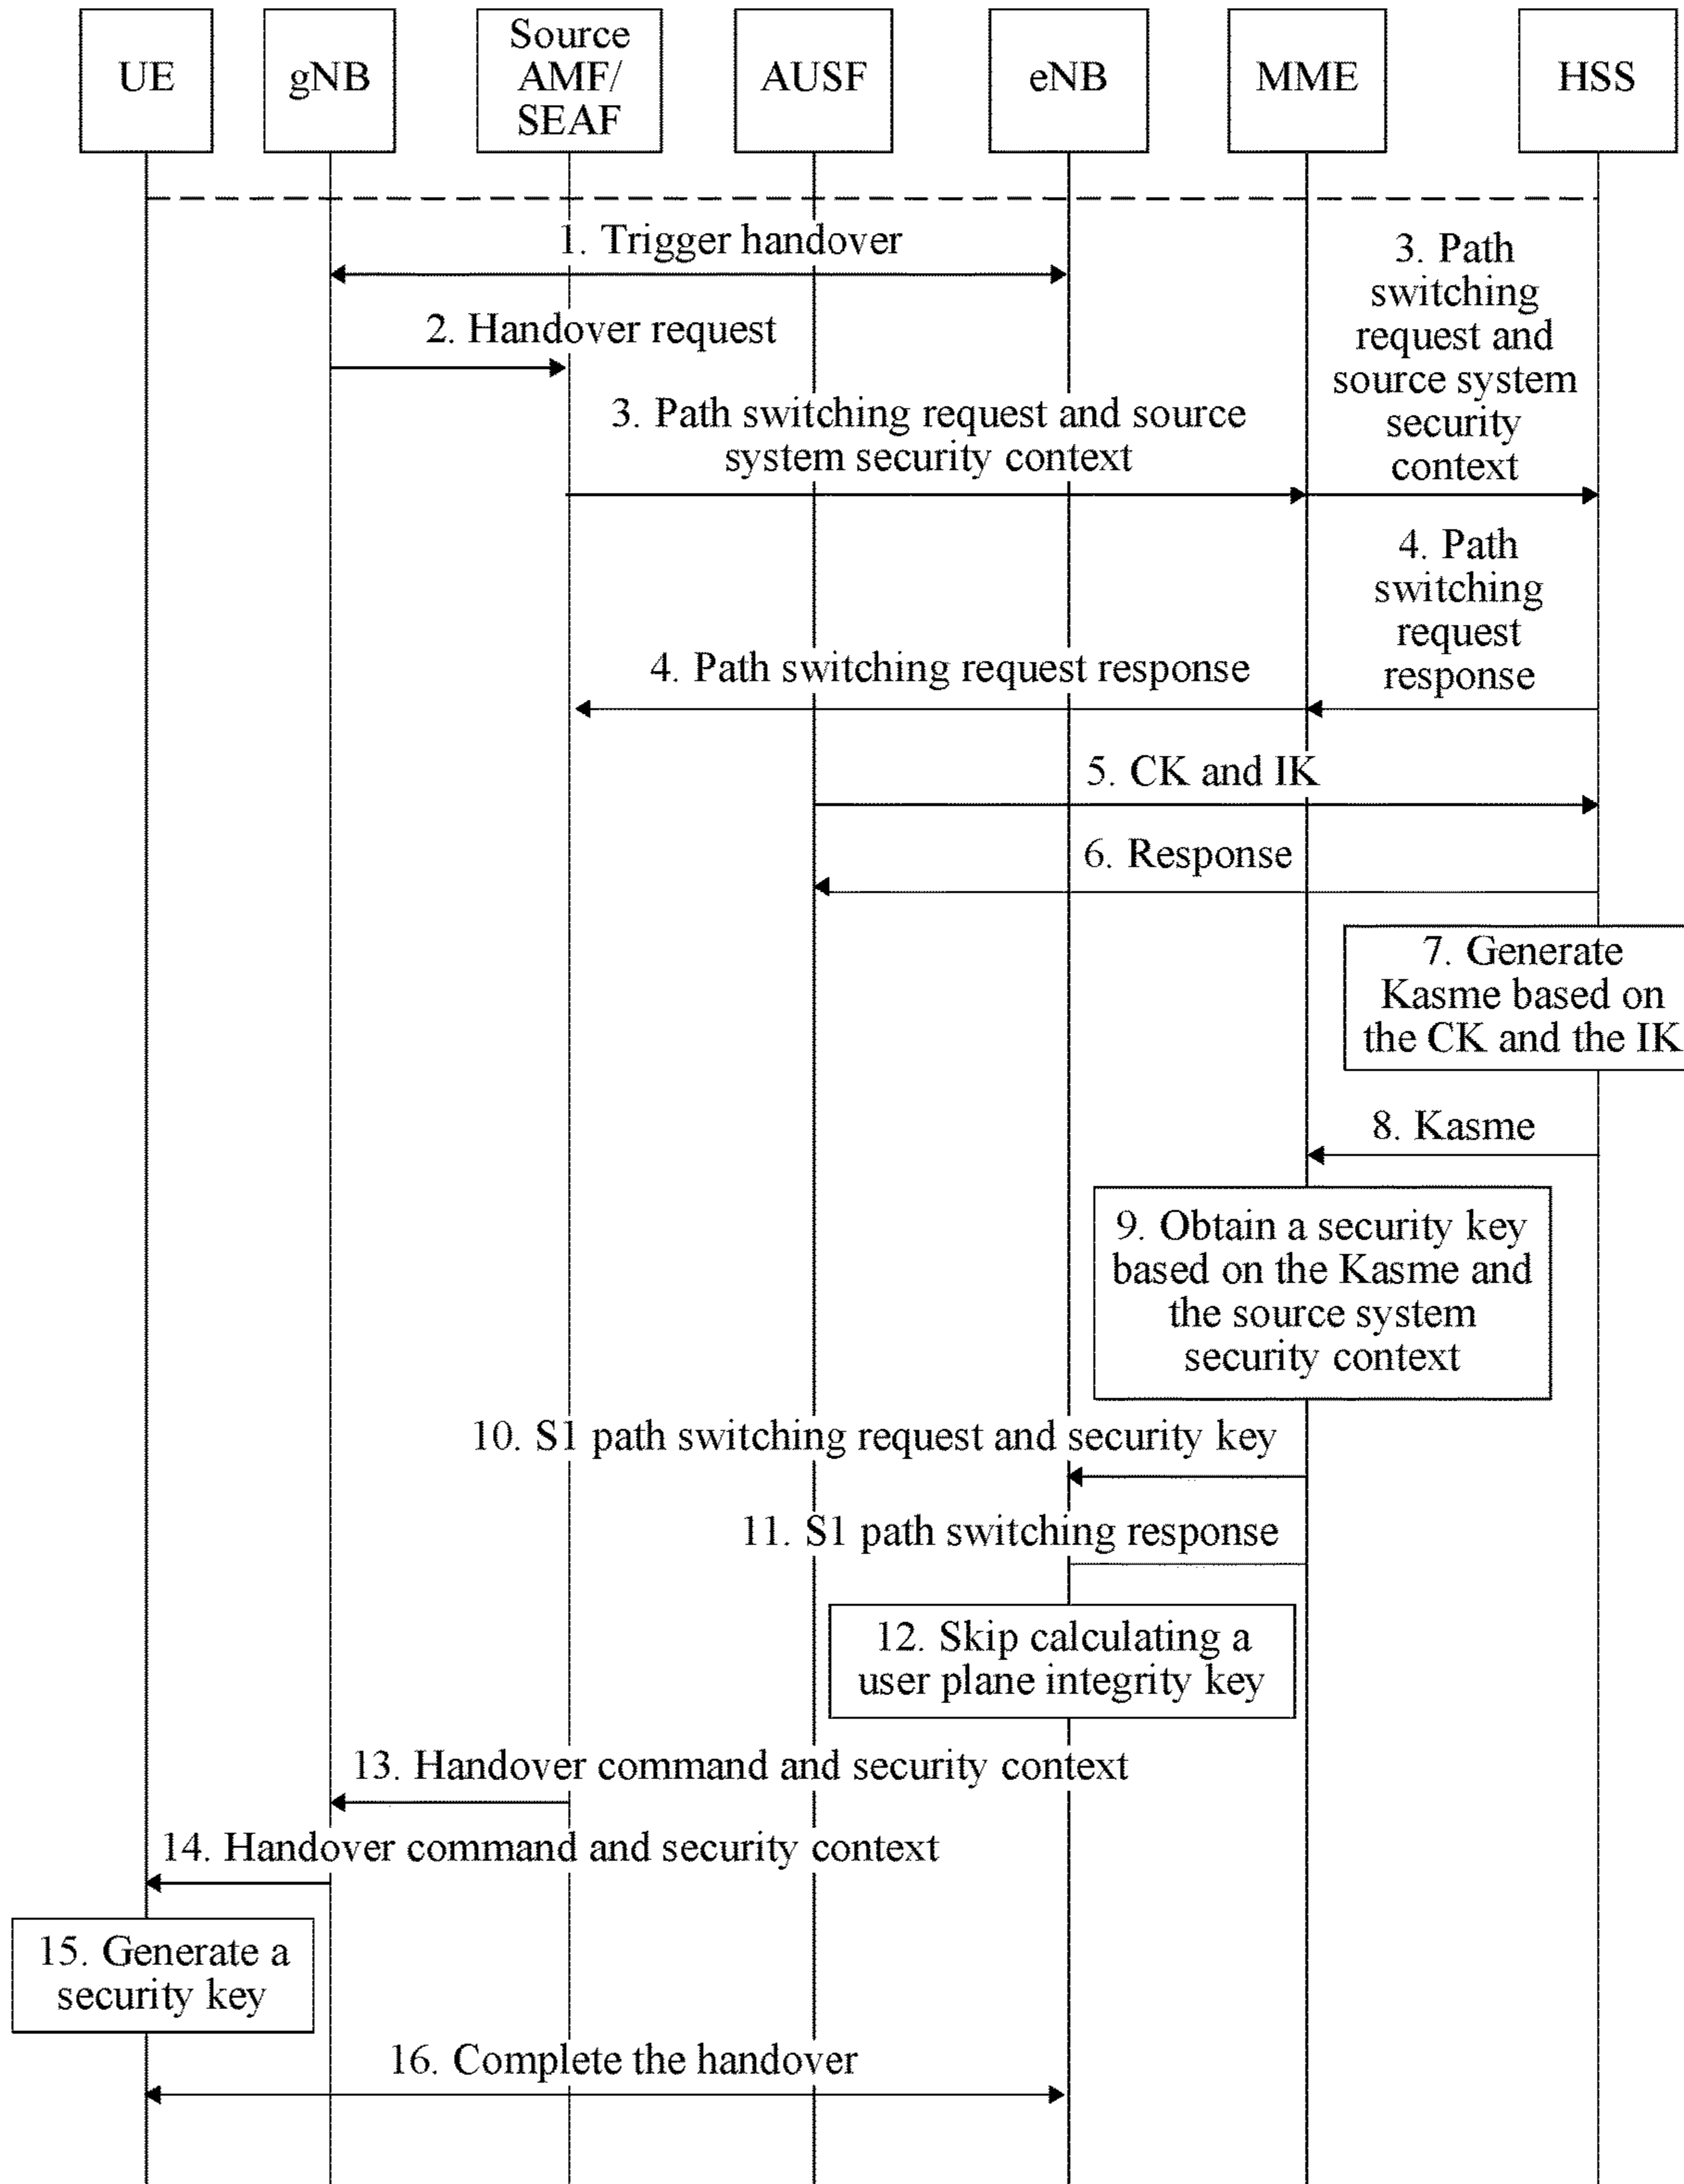 UE
gNB
Source
AMF/
SEAF
AUSF
eNB
MME
HSS
1. Trigger handover
3. Path
switching
request and
source system
security
context
2. Handover request
3. Path switching request and source
system security context
4. Path
switching
request
response
4. Path switching request response
5. CK and IK
6. Response
7. Generate
Kasme based on
the CK and the IK
8. Kasme
9. Obtain a security key
based on the Kasme and
the source system
security context
10. S1 path switching request and security key
11. S1 path switching response
12. Skip calculating a
user plane integrity key
13. Handover command and security context
14. Handover command and security context
15. Generate a
security key
16. Complete the handover